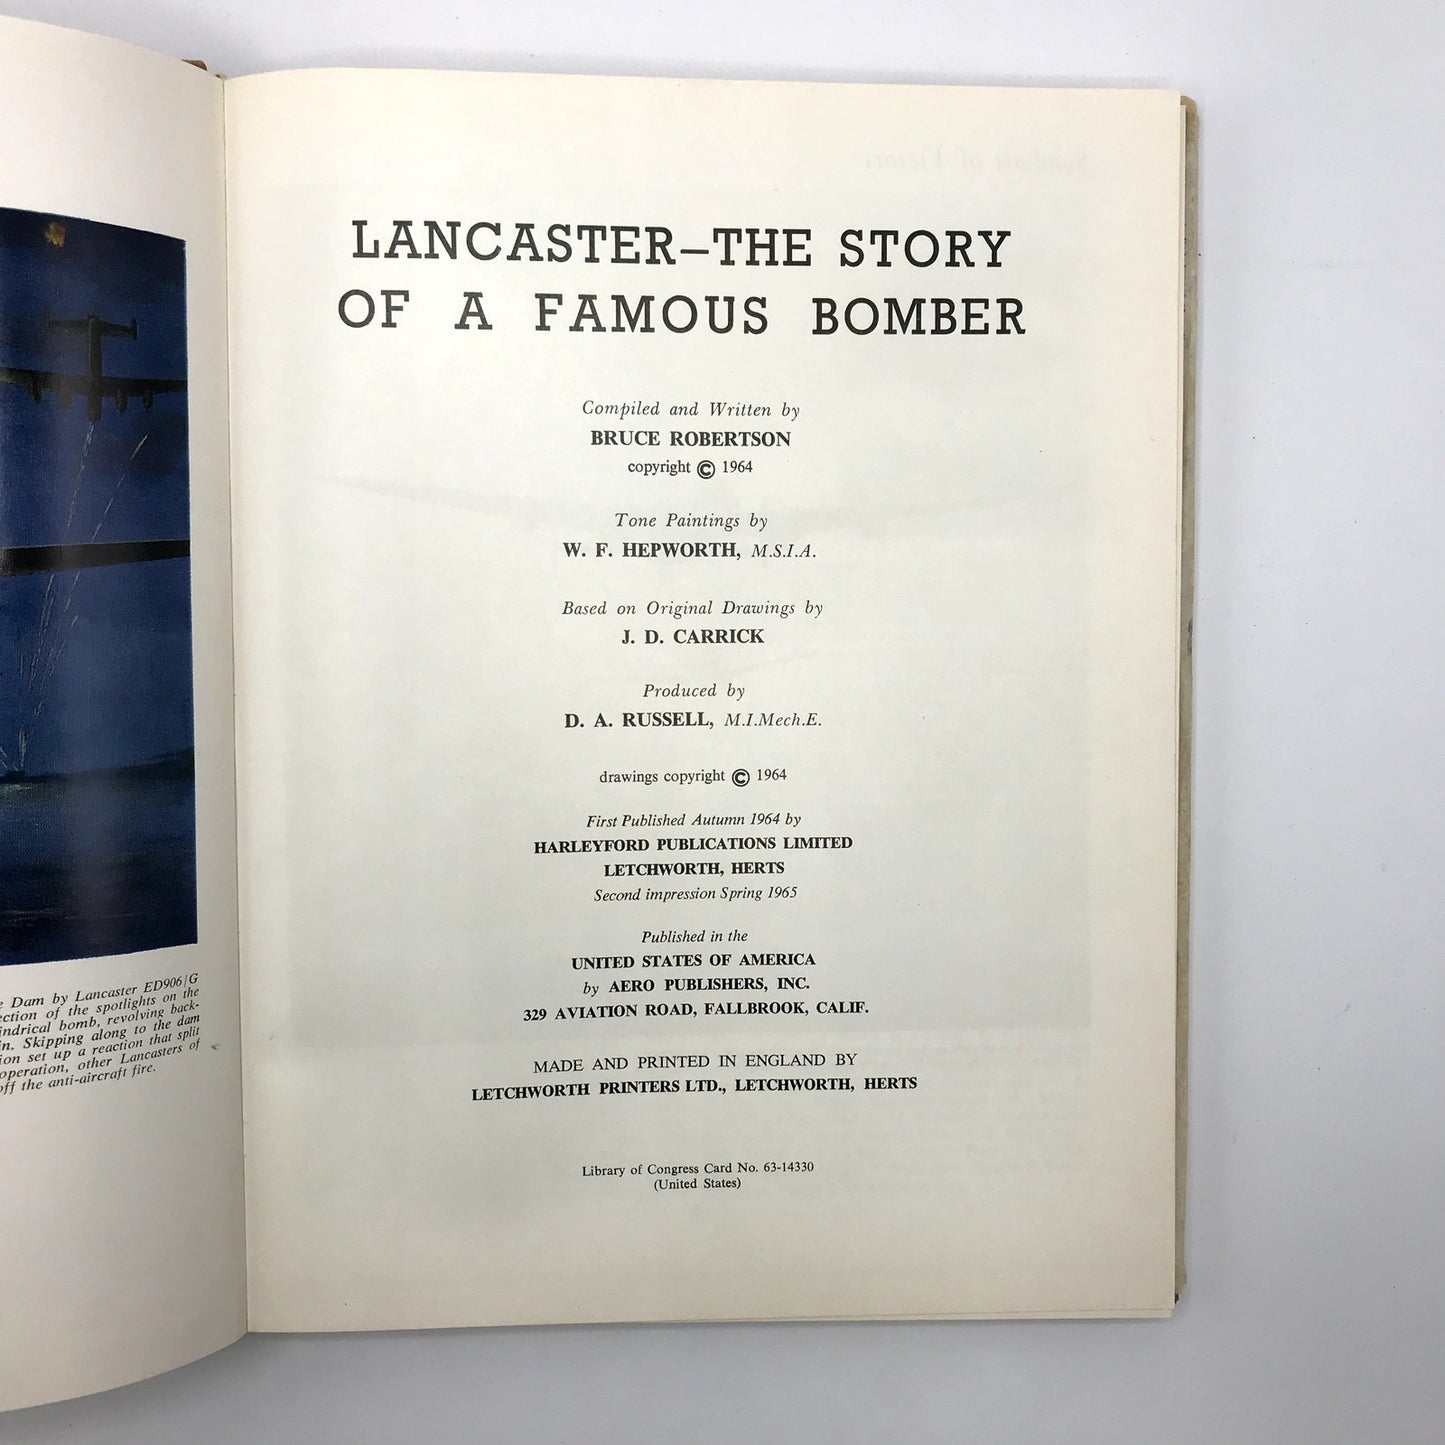 e Dam by Lancaster ED906/G
ection of the spotlights on the
indrical bomb, revolving back-
in. Skipping along to the dam
ion set up a reaction that split
operation, other Lancasters of
off the anti-aircraft fire.
LANCASTER–THE STORY
OF A FAMOUS BOMBER
Compiled and Written by
BRUCE ROBERTSON
copyright © 1964
Tone Paintings by
W. F. HEPWORTH, M.S.I.A.
Based on Original Drawings by
J. D. CARRICK
Produced by
D. A. RUSSELL, M.I.Mech.E.
drawings copyright © 1964
First Published Autumn 1964 by
HARLEYFORD PUBLICATIONS LIMITED
LETCHWORTH, HERTS
Second impression Spring 1965
Published in the
UNITED STATES OF AMERICA
by AERO PUBLISHERS, INC.
329 AVIATION ROAD, FALLBROOK, CALIF.
MADE AND PRINTED IN ENGLAND BY
LETCHWORTH PRINTERS LTD., LETCHWORTH, HERTS
Library of Congress Card No. 63-14330
(United States)